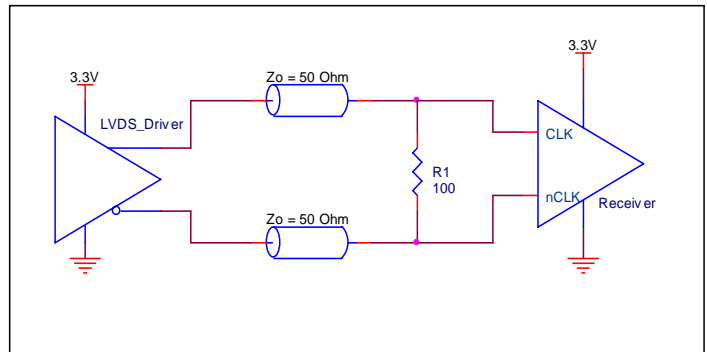 3.3V
3.3V
Zo = 50 Ohm
LVDS_Driver
CLK
R1
100
nCLK
Receiver
Zo = 50 Ohm